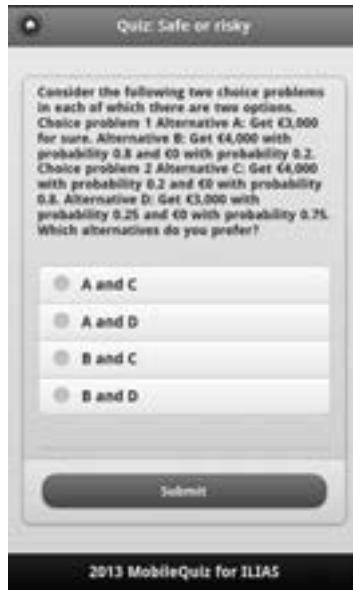 Quiz: Safe or risky
Consider the following two choice problems
in each of which there are two options.
Choice problem 1 Alternative A: Get €3,000
for sure. Alternative B: Get €4,000 with
probability 0.8 and €0 with probability 0.2.
Choice problem 2 Alternative C: Get €4,000
with probability 0.2 and €0 with probability
0.8. Alternative D: Get €3,000 with
probability 0.25 and €0 with probability 0.75.
Which alternatives do you prefer?
A and C
A and D
B and C
B and D
Submit
2013 MobileQuiz for ILIAS